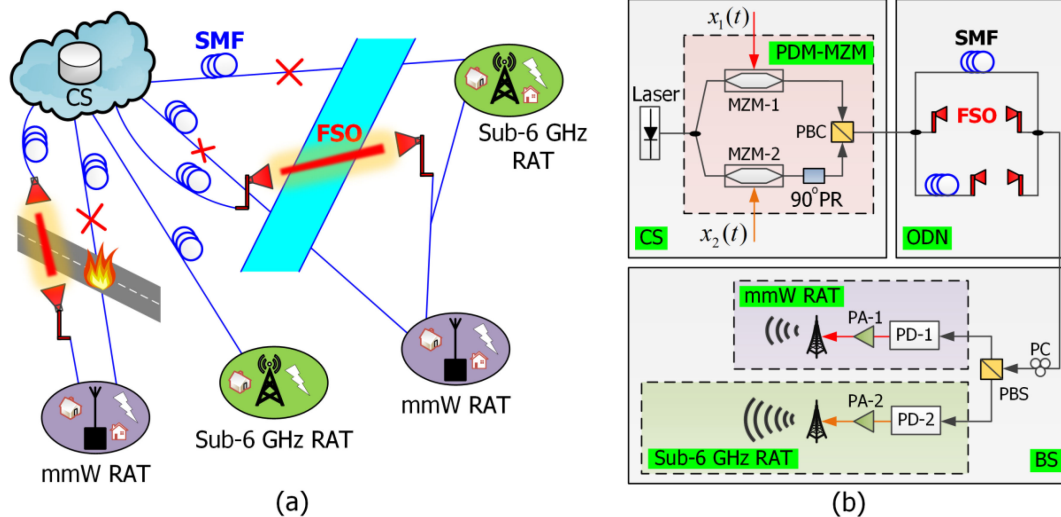 CS
SMF
FSO
Sub-6 GHz
RAT
mmW RAT
Sub-6 GHz RAT
mmW RAT
(a)
x₁(t)
PDM-MZM
Laser
MZM-1
PBC
MZM-2
90°PR
x₂(t)
CS
SMF
FSO
ODN
mmW RAT
PA-1
PD-1
PC
PBS
PA-2
PD-2
Sub-6 GHz RAT
BS
(b)